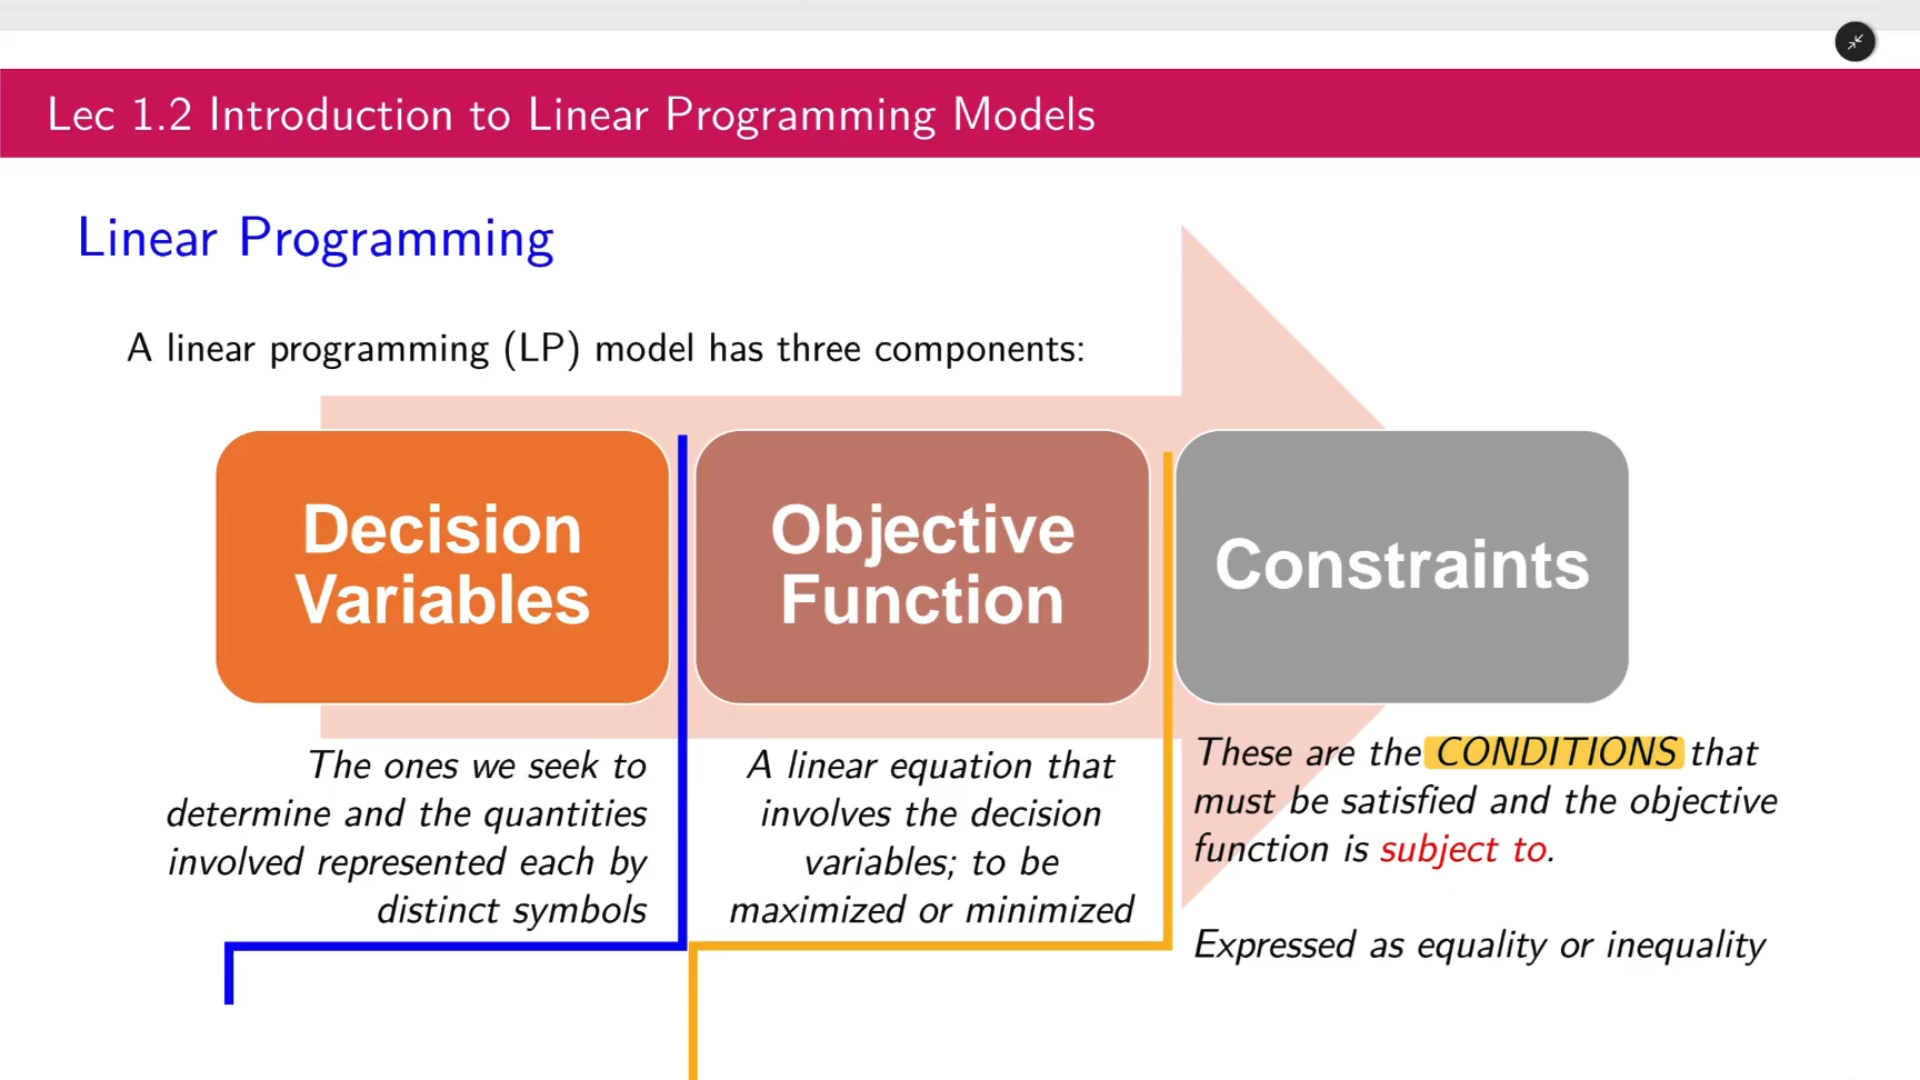 Lec 1.2 Introduction to Linear Programming Models
Linear Programming
A linear programming (LP) model has three components:
Decision
Variables
Objective
Function
Constraints
The ones we seek to
determine and the quantities
involved represented each by
distinct symbols
A linear equation that
involves the decision
variables; to be
maximized or minimized
These are the CONDITIONS that
must be satisfied and the objective
function is subject to.
Expressed as equality or inequality